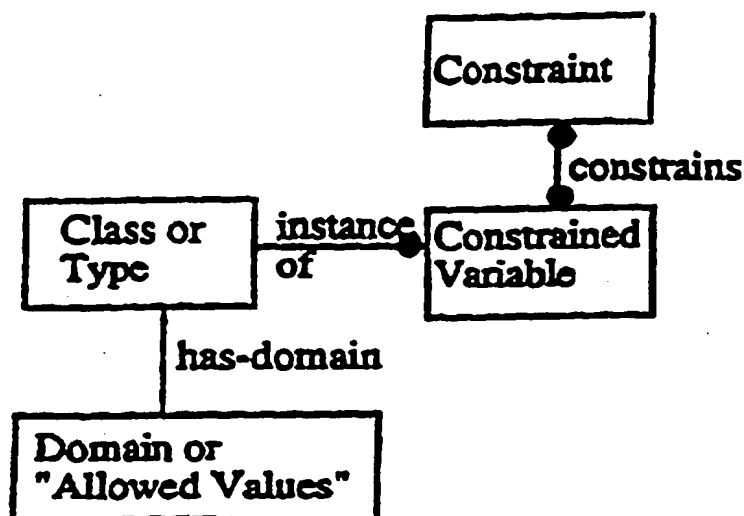 Constraint
constrains
Class or
Type
instance
of
Constrained
Variable
has-domain
Domain or
"Allowed Values"